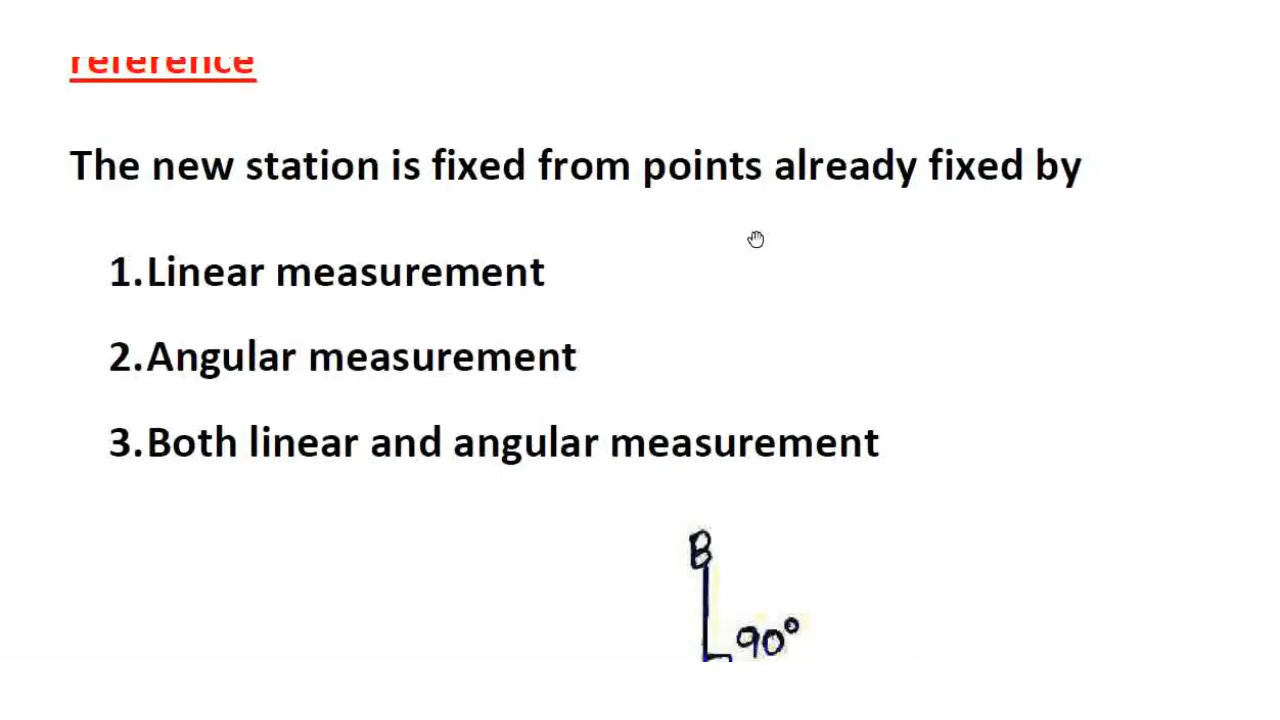 reference
The new station is fixed from points already fixed by
1.Linear measurement
2.Angular measurement
3.Both linear and angular measurement
B
90°